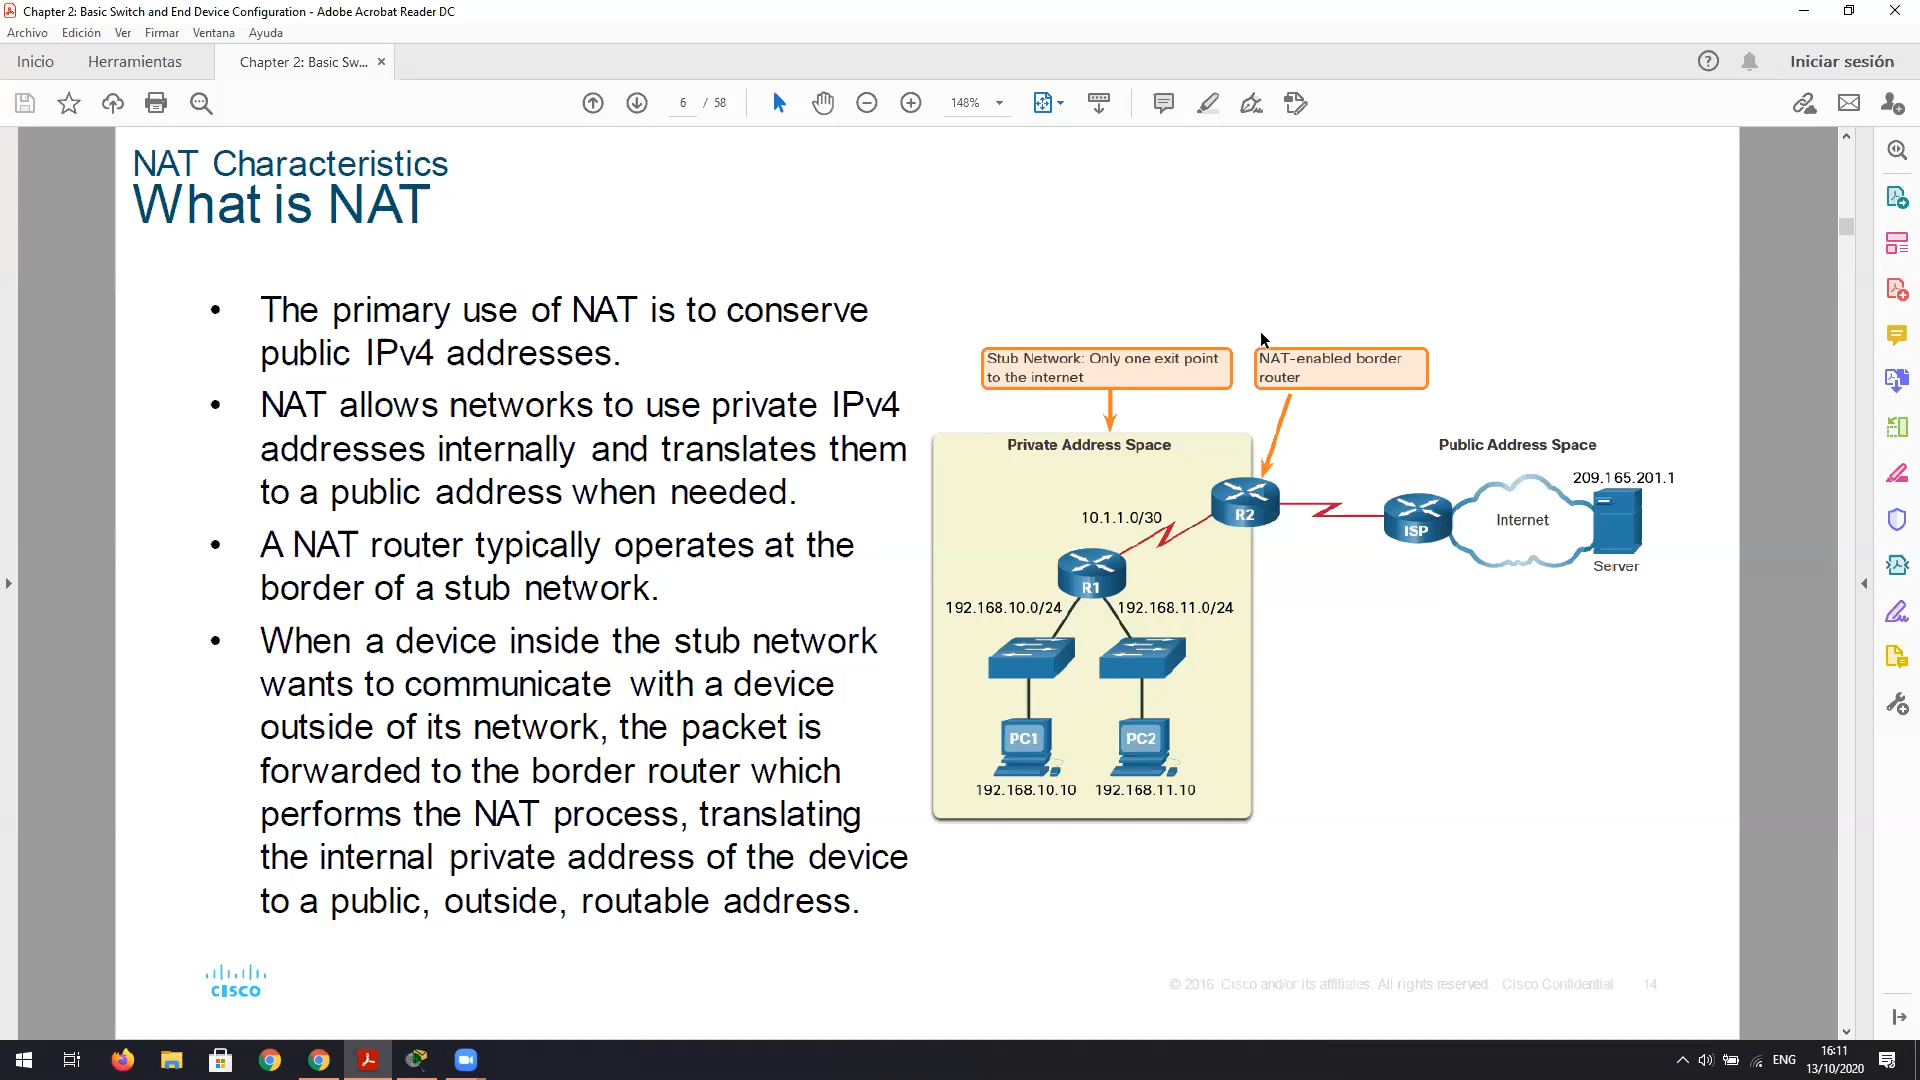 Chapter 2: Basic Switch and End Device Configuration - Adobe Acrobat Reader DC
Archivo Edición Ver Firmar Ventana Ayuda
Inicio Herramientas Chapter 2: Basic Sw... × Iniciar sesión
6 / 58 148%
NAT Characteristics
What is NAT
• The primary use of NAT is to conserve
public IPv4 addresses.
• NAT allows networks to use private IPv4
addresses internally and translates them
to a public address when needed.
• A NAT router typically operates at the
border of a stub network.
• When a device inside the stub network
wants to communicate with a device
outside of its network, the packet is
forwarded to the border router which
performs the NAT process, translating
the internal private address of the device
to a public, outside, routable address.
Stub Network: Only one exit point
to the internet
NAT-enabled border
router
Private Address Space
Public Address Space
209.165.201.1
10.1.1.0/30
R2
ISP
Internet
Server
R1
192.168.10.0/24
192.168.11.0/24
PC1
PC2
192.168.10.10
192.168.11.10
CISCO
© 2016 Cisco and/or its affiliates. All rights reserved. Cisco Confidential 14
ENG
16:11
13/10/2020